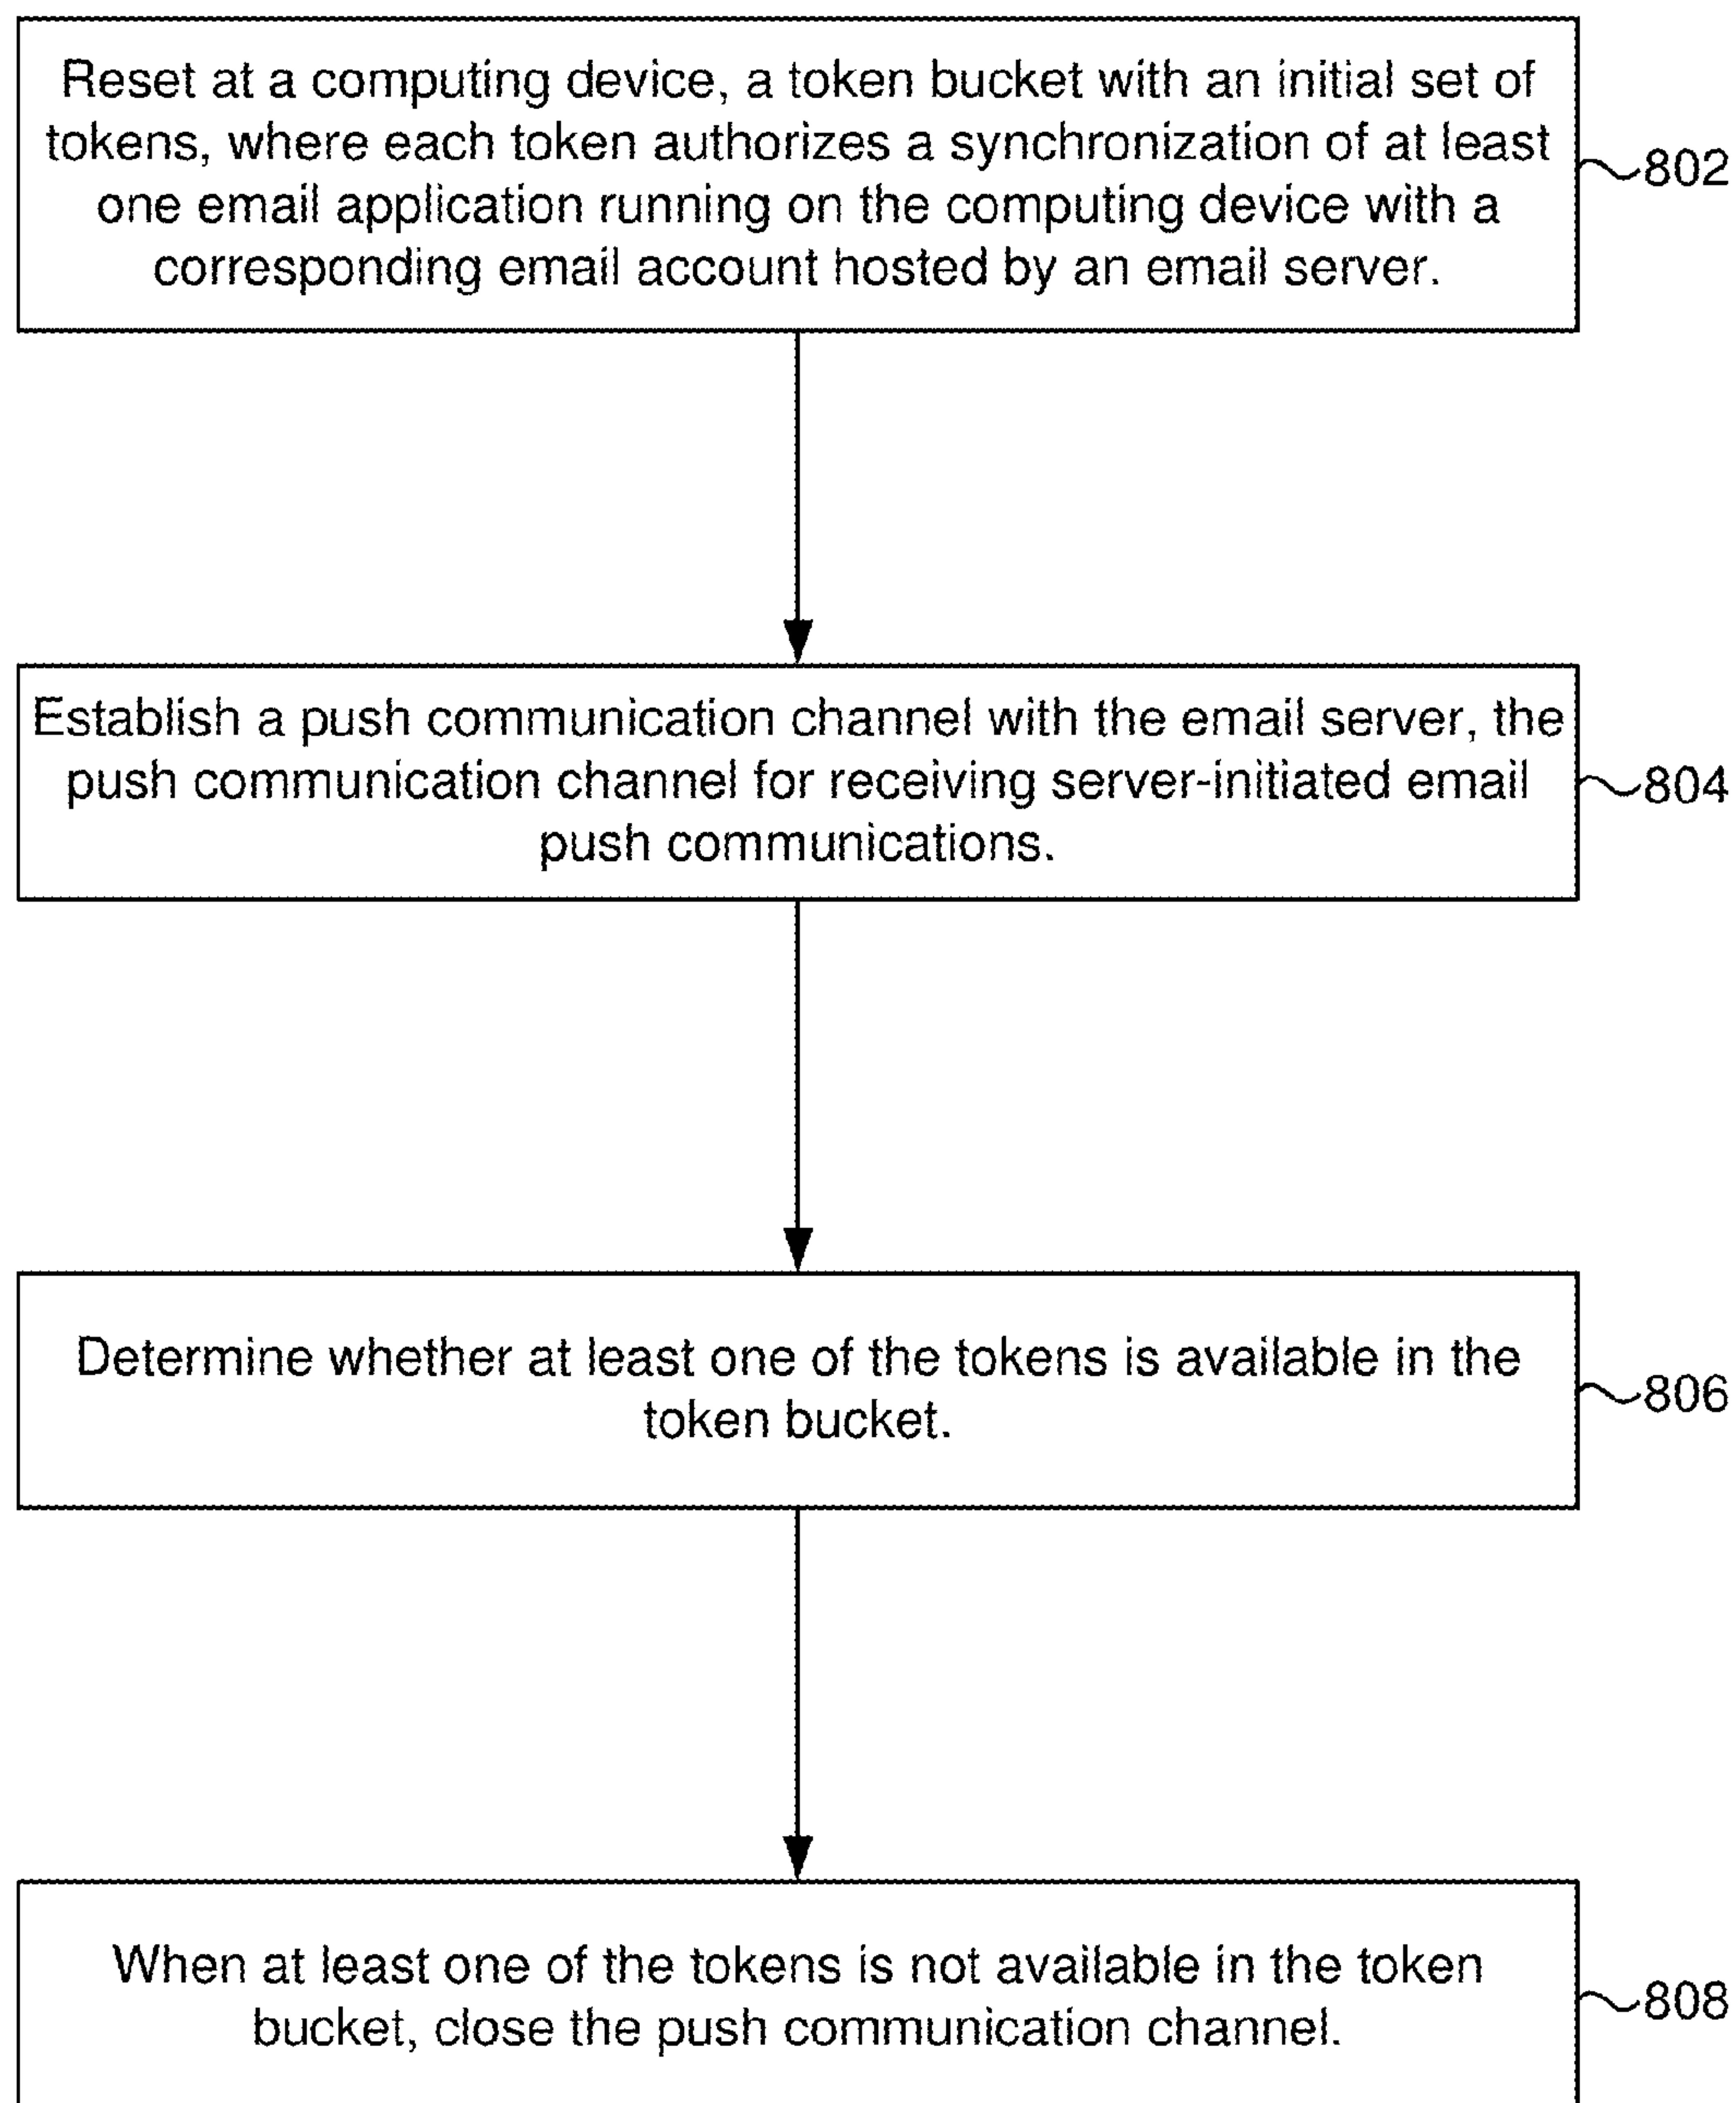 Reset at a computing device, a token bucket with an initial set of
tokens, where each token authorizes a synchronization of at least
one email application running on the computing device with a
corresponding email account hosted by an email server.
802
Establish a push communication channel with the email server, the
push communication channel for receiving server-initiated email
push communications.
804
Determine whether at least one of the tokens is available in the
token bucket.
806
When at least one of the tokens is not available in the token
bucket, close the push communication channel.
808